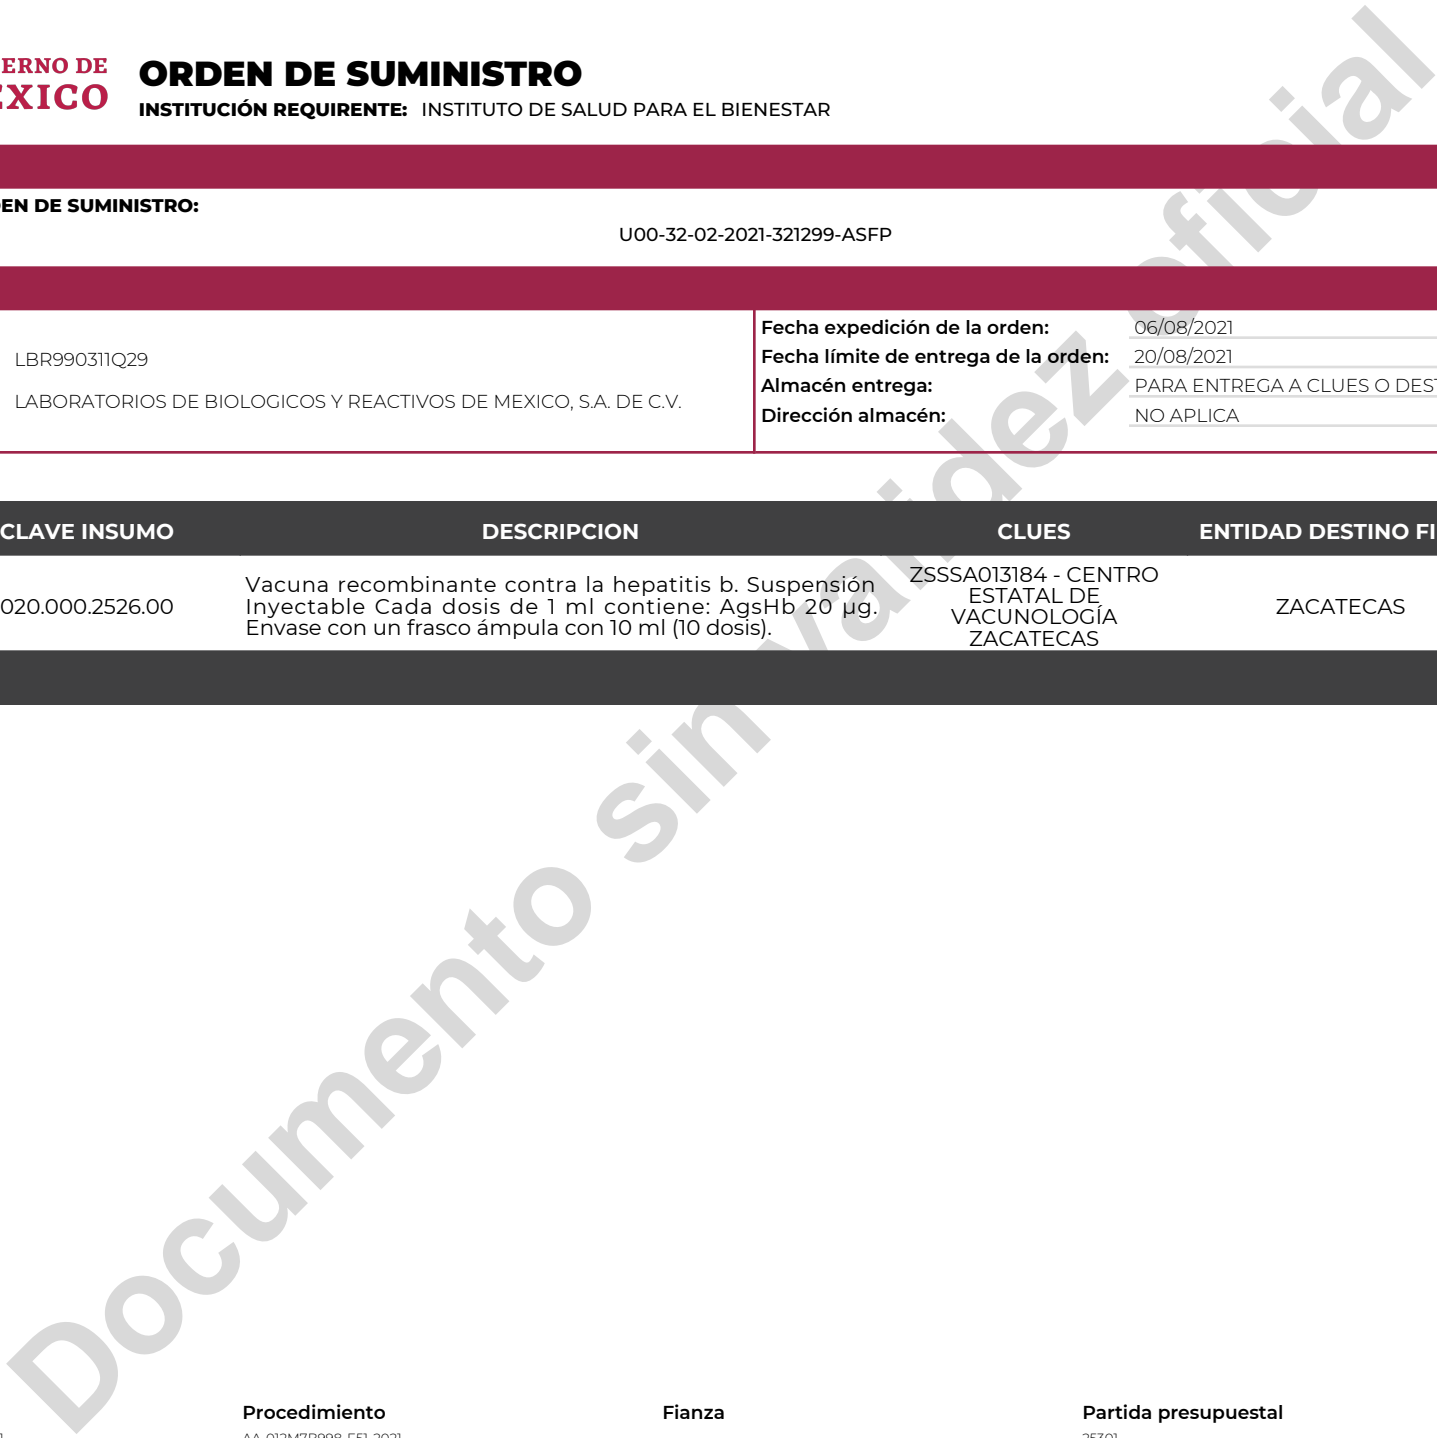 ERNO DE
EXICO
ORDEN DE SUMINISTRO
INSTITUCIÓN REQUIRENTE: INSTITUTO DE SALUD PARA EL BIENESTAR
EN DE SUMINISTRO:
U00-32-02-2021-321299-ASFP
LBR990311Q29
LABORATORIOS DE BIOLOGICOS Y REACTIVOS DE MEXICO, S.A. DE C.V.
Fecha expedición de la orden: 06/08/2021
Fecha límite de entrega de la orden: 20/08/2021
Almacén entrega: PARA ENTREGA A CLUES O DEST
Dirección almacén: NO APLICA
CLAVE INSUMO DESCRIPCION CLUES ENTIDAD DESTINO FI
020.000.2526.00
Vacuna recombinante contra la hepatitis b. Suspensión
Inyectable Cada dosis de 1 ml contiene: AgsHb 20 µg.
Envase con un frasco ámpula con 10 ml (10 dosis).
ZSSSA013184 - CENTRO
ESTATAL DE
VACUNOLOGÍA
ZACATECAS
ZACATECAS
Documento sin validez oficial
Procedimiento Fianza Partida presupuestal